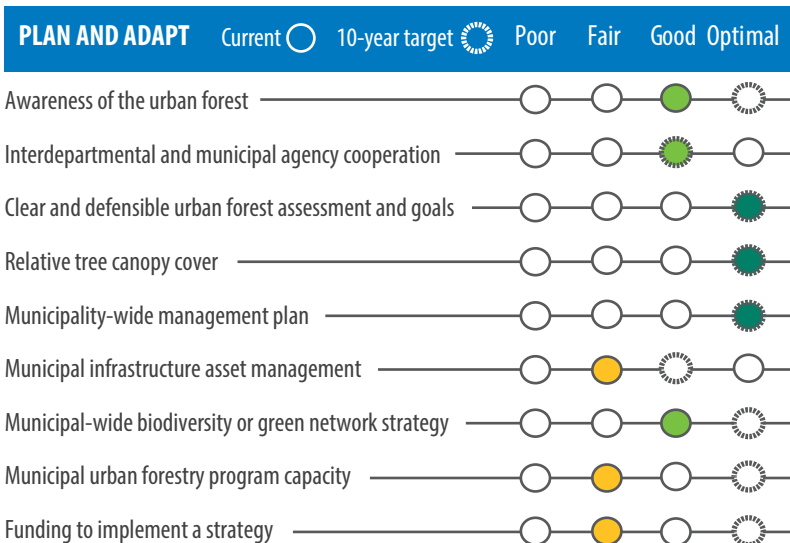 PLAN AND ADAPT Current 10-year target Poor Fair Good Optimal
Awareness of the urban forest
Interdepartmental and municipal agency cooperation
Clear and defensible urban forest assessment and goals
Relative tree canopy cover
Municipality-wide management plan
Municipal infrastructure asset management
Municipal-wide biodiversity or green network strategy
Municipal urban forestry program capacity
Funding to implement a strategy